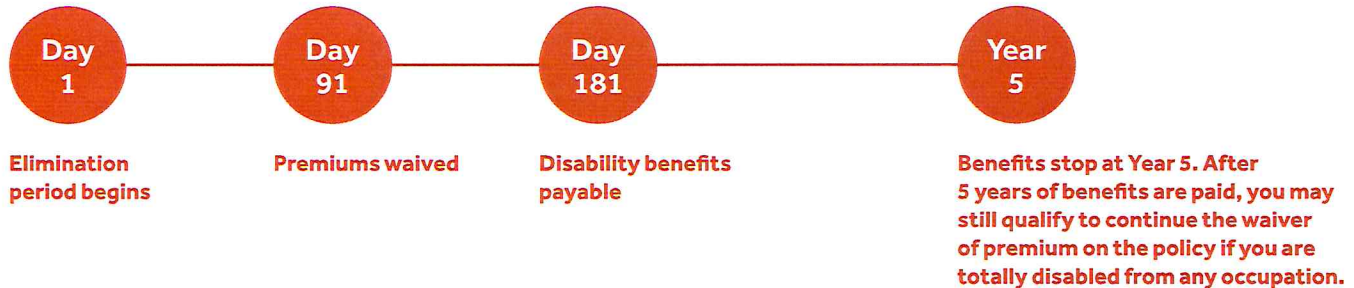 Day
1
Elimination
period begins
Day
91
Premiums waived
Day
181
Disability benefits
payable
Year
5
Benefits stop at Year 5. After
5 years of benefits are paid, you may
still qualify to continue the waiver
of premium on the policy if you are
totally disabled from any occupation.